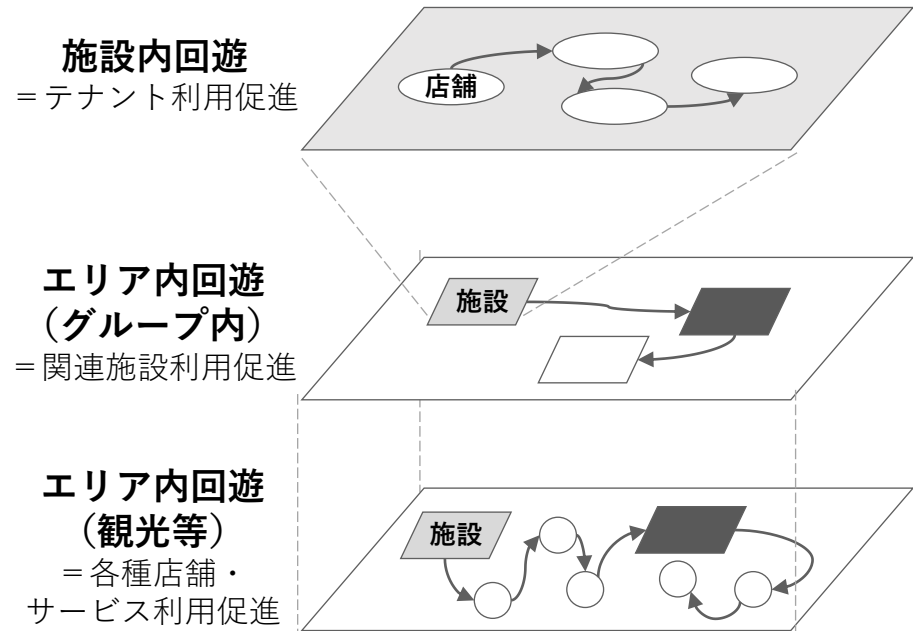 施設内回遊
＝テナント利用促進
店舗
エリア内回遊
（グループ内）
＝関連施設利用促進
施設
エリア内回遊
（観光等）
＝各種店舗・
サービス利用促進
施設